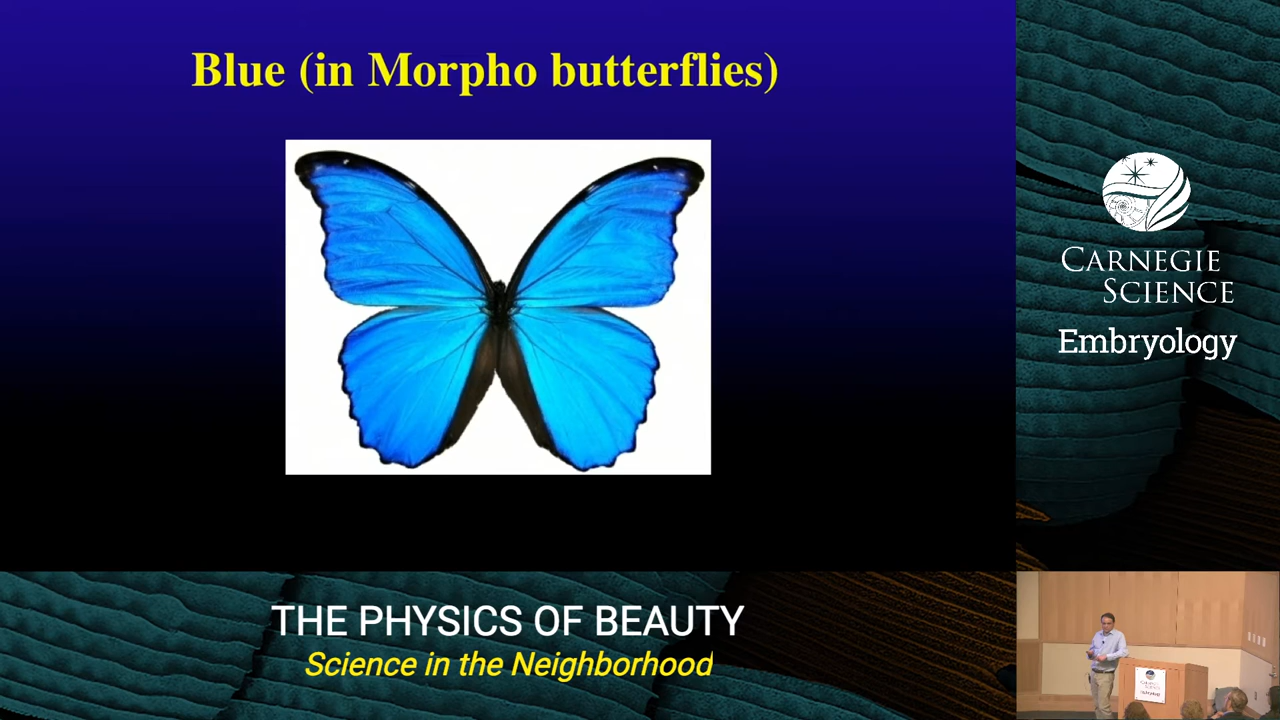 Blue (in Morpho butterflies)
CARNEGIE
SCIENCE
Embryology
THE PHYSICS OF BEAUTY
Science in the Neighborhood